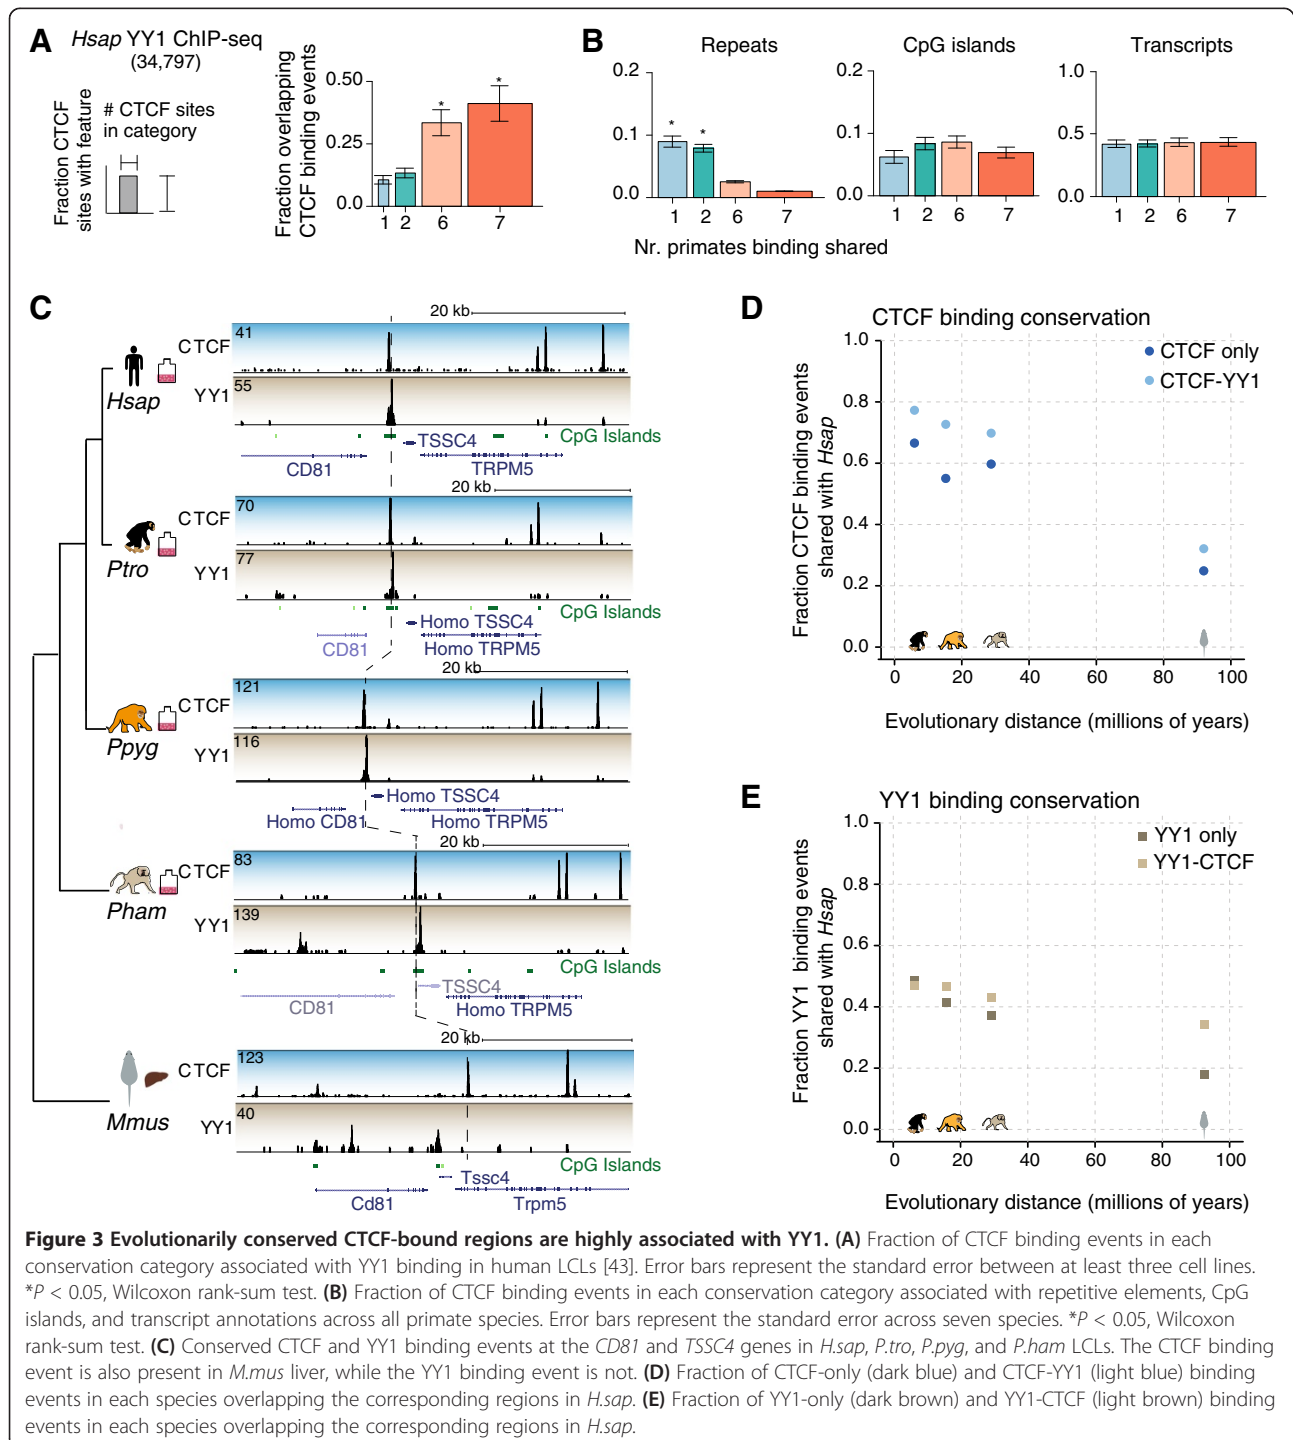 A
Hsap YY1 ChIP-seq
(34,797)
Fraction CTCF
sites with feature
# CTCF sites
in category
Fraction overlapping
CTCF binding events
0.50
0.25
0.0
*
*
1 2 6 7
B
Repeats
0.2
0.1
0.0
*
*
1 2 6 7
CpG islands
0.2
0.1
0.0
1 2 6 7
Transcripts
1.0
0.5
0.0
1 2 6 7
Nr. primates binding shared
C
20 kb
Hsap
CTCF
41
YY1
55
CpG Islands
TSSC4
CD81
TRPM5
20 kb
Ptro
CTCF
70
YY1
77
CpG Islands
Homo TSSC4
CD81
Homo TRPM5
20 kb
Ppyg
CTCF
121
YY1
116
Homo TSSC4
Homo CD81
Homo TRPM5
20 kb
Pham
CTCF
83
YY1
139
CpG Islands
TSSC4
CD81
Homo TRPM5
20 kb
Mmus
CTCF
123
YY1
40
CpG Islands
Tssc4
Cd81
Trpm5
D
CTCF binding conservation
CTCF only
CTCF-YY1
Fraction CTCF binding events
shared with Hsap
1.0
0.8
0.6
0.4
0.2
0.0
0 20 40 60 80 100
Evolutionary distance (millions of years)
E
YY1 binding conservation
YY1 only
YY1-CTCF
Fraction YY1 binding events
shared with Hsap
1.0
0.8
0.6
0.4
0.2
0.0
0 20 40 60 80 100
Evolutionary distance (millions of years)
Figure 3 Evolutionarily conserved CTCF-bound regions are highly associated with YY1. (A) Fraction of CTCF binding events in each
conservation category associated with YY1 binding in human LCLs [43]. Error bars represent the standard error between at least three cell lines.
*P < 0.05, Wilcoxon rank-sum test. (B) Fraction of CTCF binding events in each conservation category associated with repetitive elements, CpG
islands, and transcript annotations across all primate species. Error bars represent the standard error across seven species. *P < 0.05, Wilcoxon
rank-sum test. (C) Conserved CTCF and YY1 binding events at the CD81 and TSSC4 genes in H.sap, P.tro, P.pyg, and P.ham LCLs. The CTCF binding
event is also present in M.mus liver, while the YY1 binding event is not. (D) Fraction of CTCF-only (dark blue) and CTCF-YY1 (light blue) binding
events in each species overlapping the corresponding regions in H.sap. (E) Fraction of YY1-only (dark brown) and YY1-CTCF (light brown) binding
events in each species overlapping the corresponding regions in H.sap.